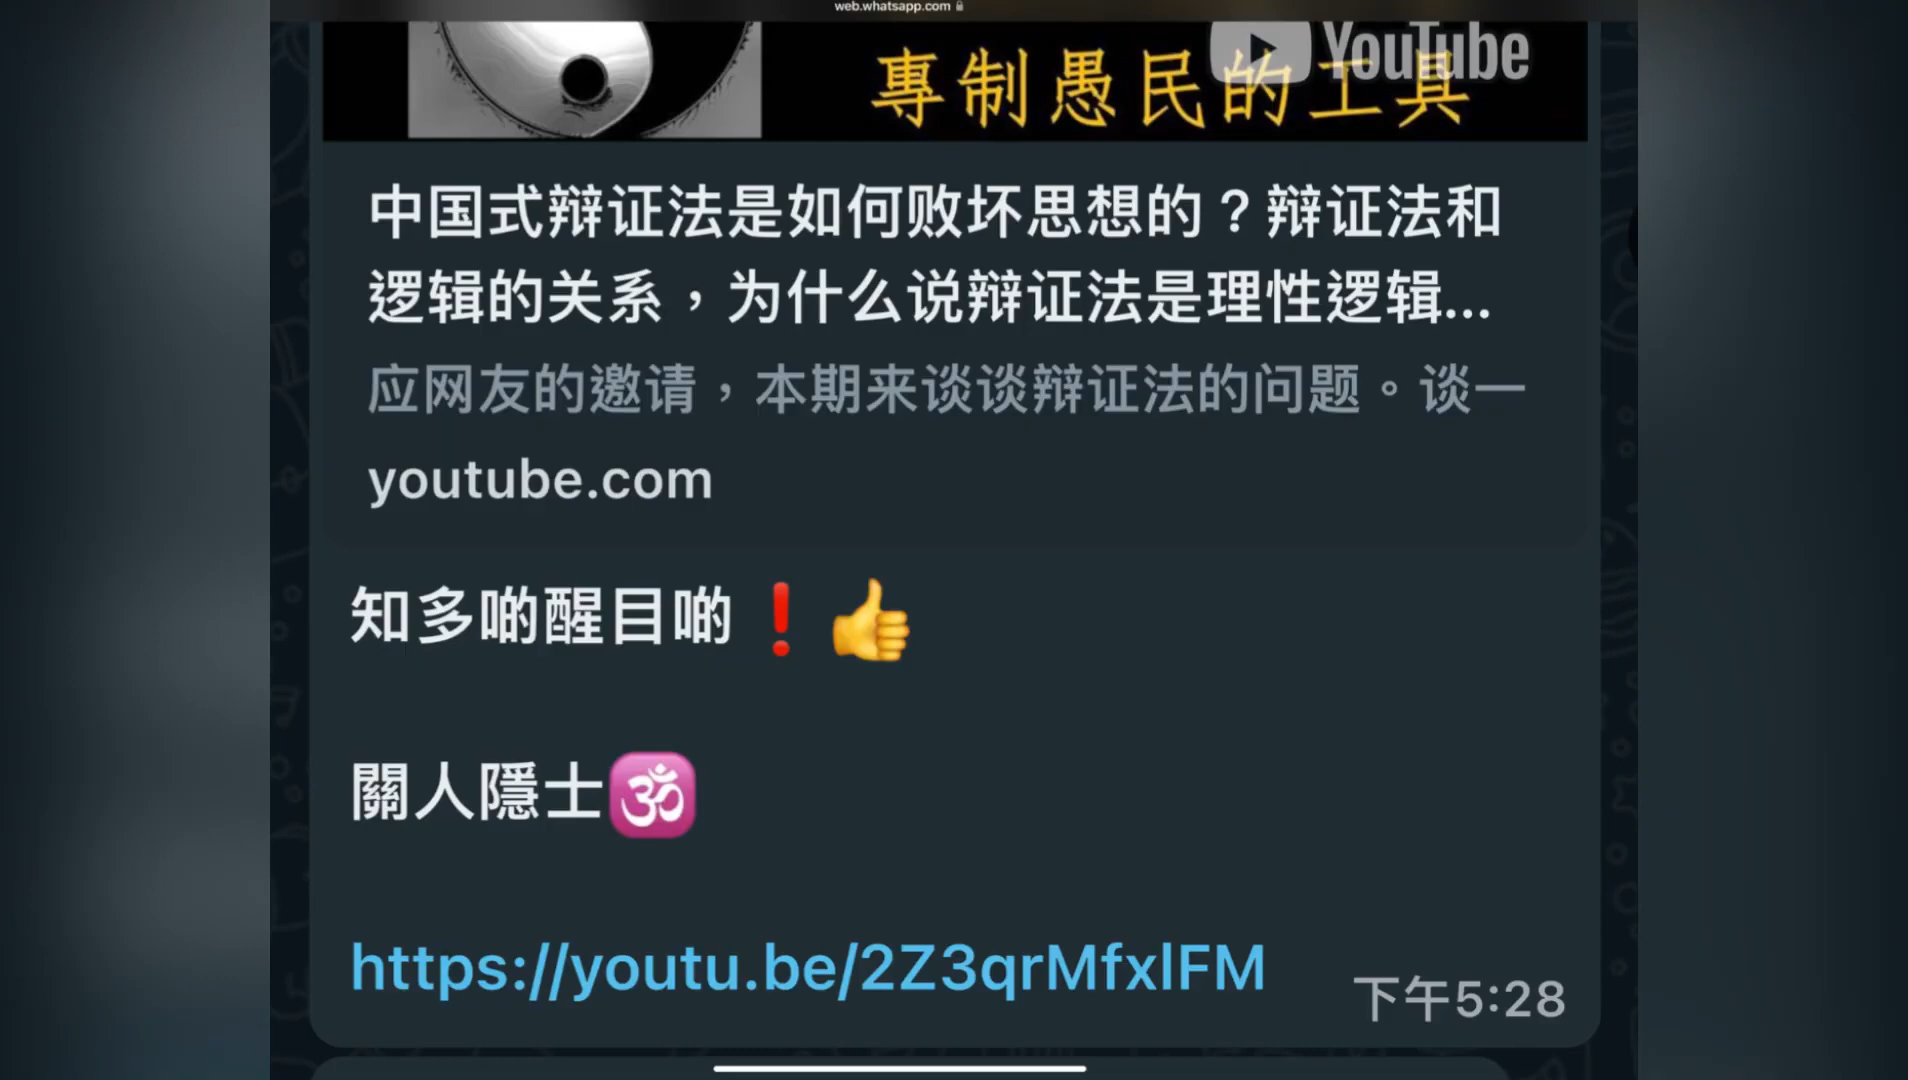 web.whatsapp.com
YouTube
專制愚民的工具
中国式辩证法是如何败坏思想的？辩证法和
逻辑的关系，为什么说辩证法是理性逻辑...
应网友的邀请，本期来谈谈辩证法的问题。谈一
youtube.com
知多啲醒目啲❗👍
關人隱士🕉
https://youtu.be/2Z3qrMfxlFM
下午5:28